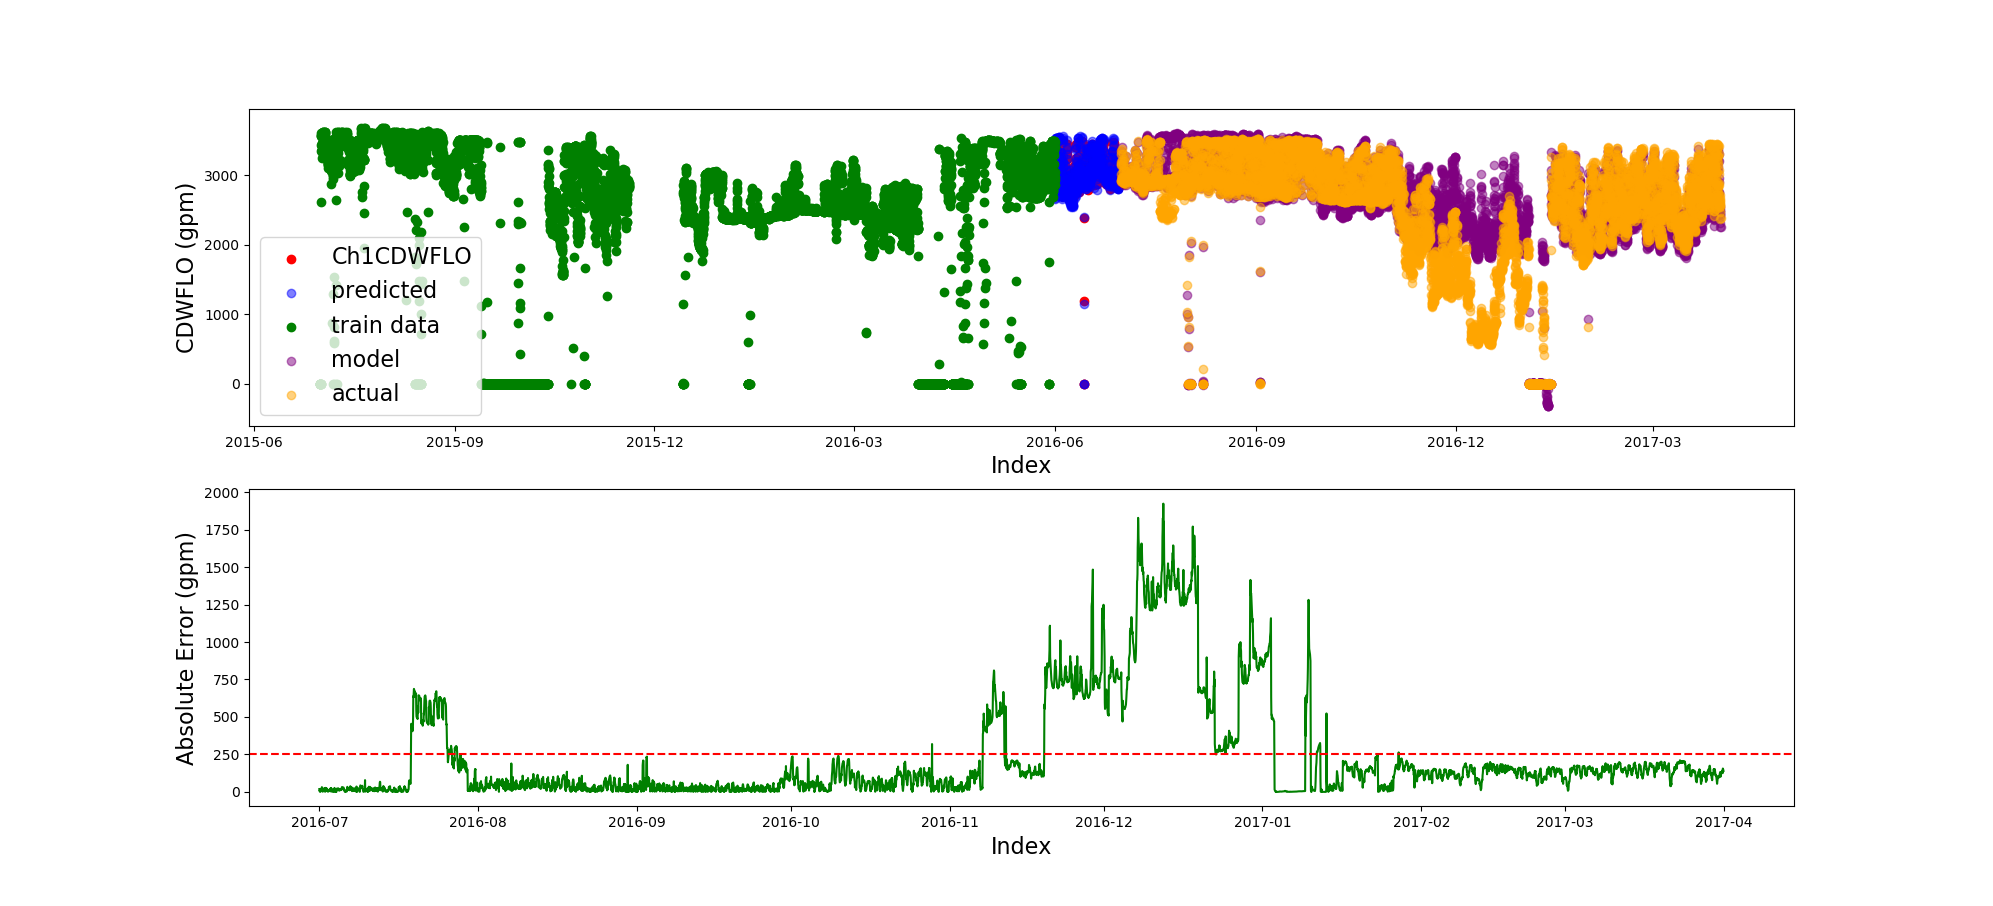 CDWFLO (gpm)
3000
2000
1000
0
Ch1CDWFLO
predicted
train data
model
actual
2015-06 2015-09 2015-12 2016-03 2016-06 2016-09 2016-12 2017-03
Index
Absolute Error (gpm)
2000
1750
1500
1250
1000
750
500
250
0
2016-07 2016-08 2016-09 2016-10 2016-11 2016-12 2017-01 2017-02 2017-03 2017-04
Index